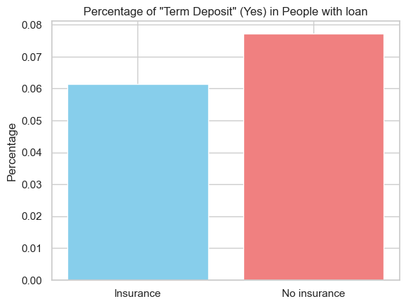 Percentage of "Term Deposit" (Yes) in People with loan
0.08
0.07
0.06
0.05
0.04
0.03
0.02
0.01
0.00
Percentage
Insurance
No insurance